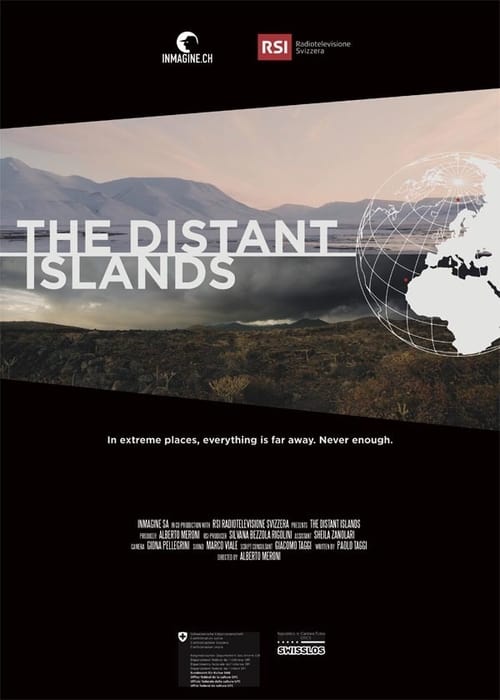 INMAGINE.CH
RSI Radiotelevisione
Svizzera
THE DISTANT
ISLANDS
In extreme places, everything is far away. Never enough.
INMAGINE SA IN CO-PRODUCTION WITH RSI RADIOTELEVISIONE SVIZZERA PRESENTS THE DISTANT ISLANDS
PRODUCER ALBERTO MERONI RSI-PRODUCER SILVANA BEZZOLA RIGOLINI ASSISTANT SHEILA ZANOLARI
CAMERA GIONA PELLEGRINI SOUND MARCO VIALE SCRIPT CONSULTANT GIACOMO TAGGI WRITTEN BY PAOLO TAGGI
DIRECTED BY ALBERTO MERONI
SWISSLOS